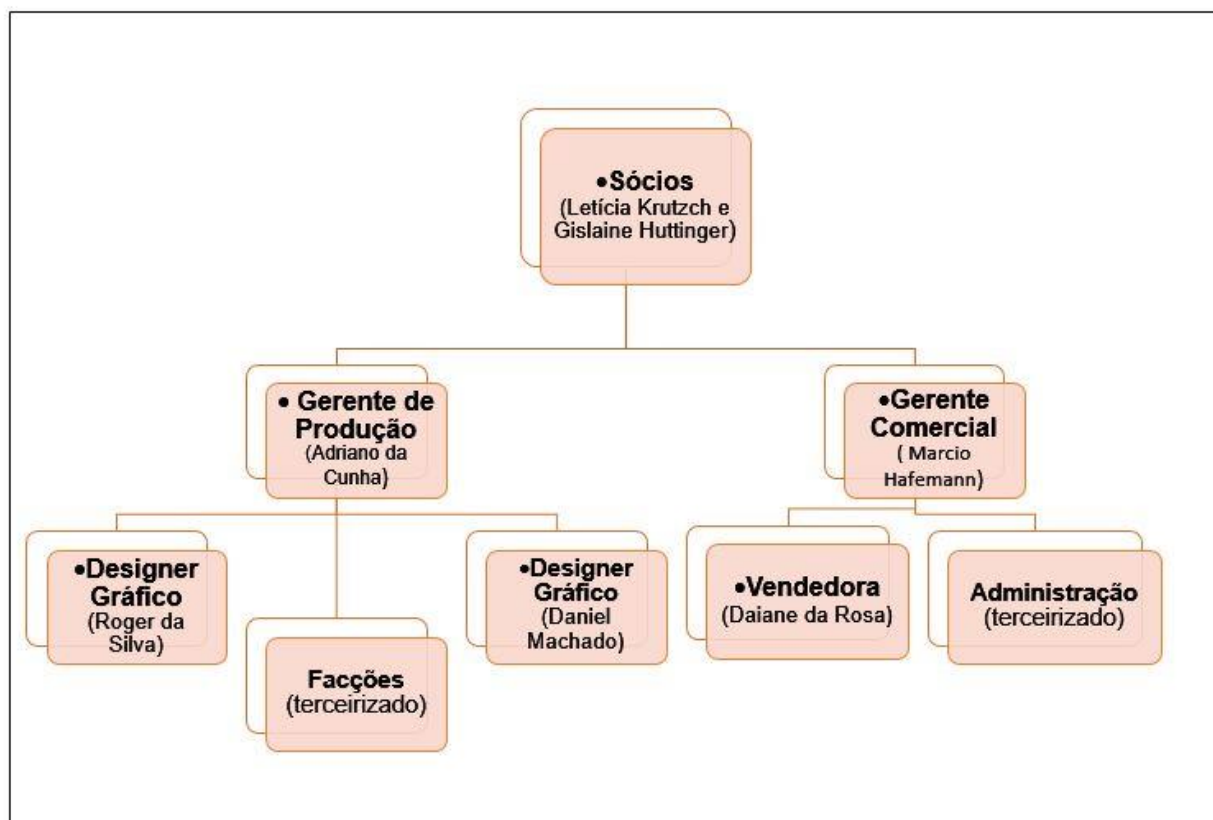 •Sócios
(Letícia Krutzch e
Gislaine Huttinger)
• Gerente de
Produção
(Adriano da
Cunha)
•Gerente
Comercial
( Marcio
Hafemann)
•Designer
Gráfico
(Roger da
Silva)
Facções
(terceirizado)
•Designer
Gráfico
(Daniel
Machado)
•Vendedora
(Daiane da Rosa)
Administração
(terceirizado)